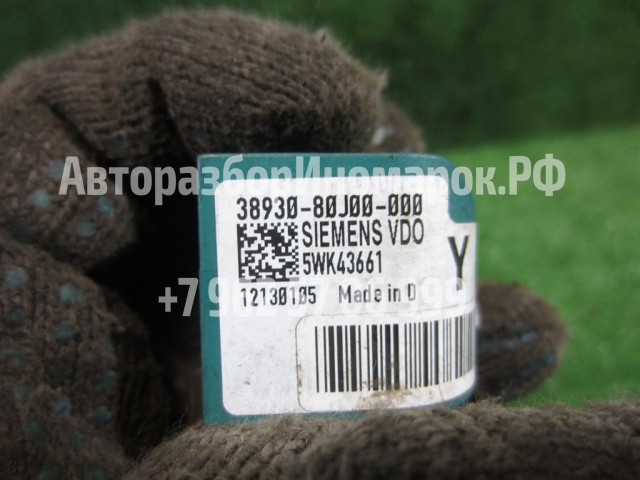 АвторазборИномарок.РФ
38930-80J00-000
SIEMENS VDO
5WK43661
Y
12130105 Made in D